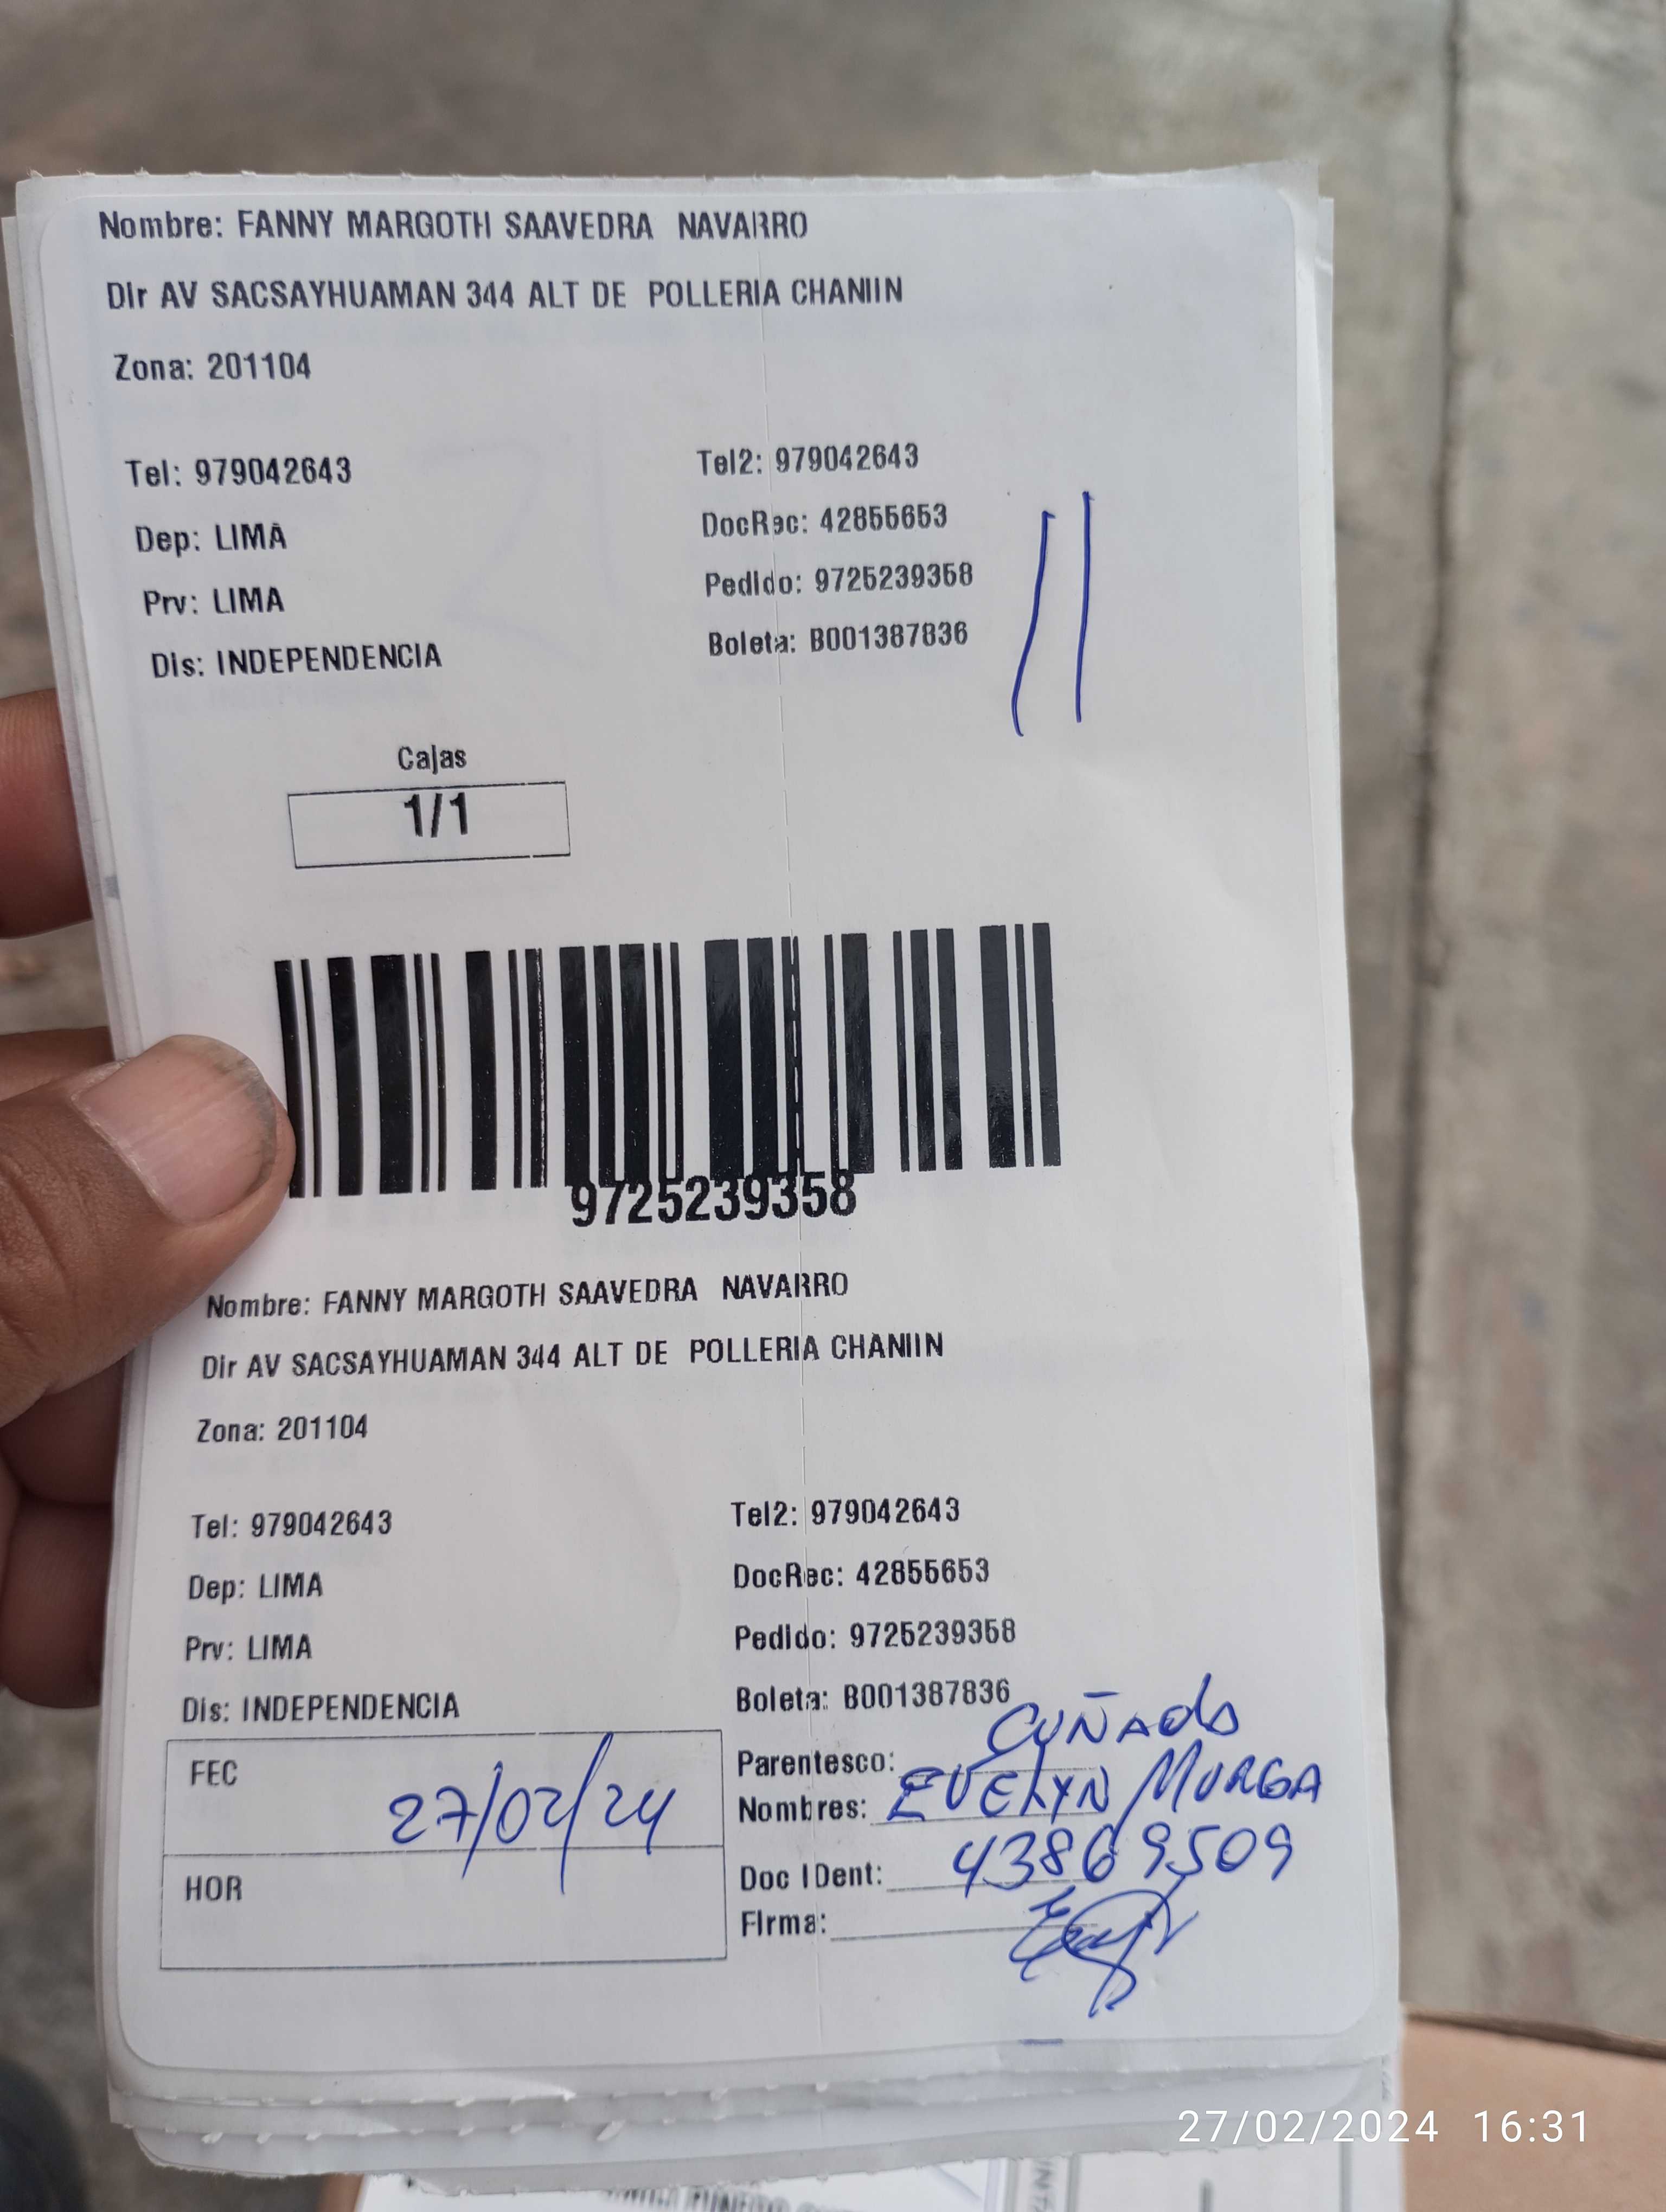 Nombre: FANNY MARGOTH SAAVEDRA NAVARRO
Dir AV SACSAYHUAMAN 344 ALT DE POLLERIA CHANIIN
Zona: 201104
Tel: 979042643 Tel2: 979042643
Dep: LIMA DocRec: 42855653
Prv: LIMA Pedido: 9725239358
Dis: INDEPENDENCIA Boleta: B001387836
Cajas
1/1
9725239358
Nombre: FANNY MARGOTH SAAVEDRA NAVARRO
Dir AV SACSAYHUAMAN 344 ALT DE POLLERIA CHANIIN
Zona: 201104
Tel: 979042643 Tel2: 979042643
Dep: LIMA DocRec: 42855653
Prv: LIMA Pedido: 9725239358
Dis: INDEPENDENCIA Boleta: B001387836
FEC 27/02/24
HOR
Parentesco: CUÑADO
Nombres: EVELYN MURGA
Doc IDent: 43869509
Firma:
27/02/2024 16:31